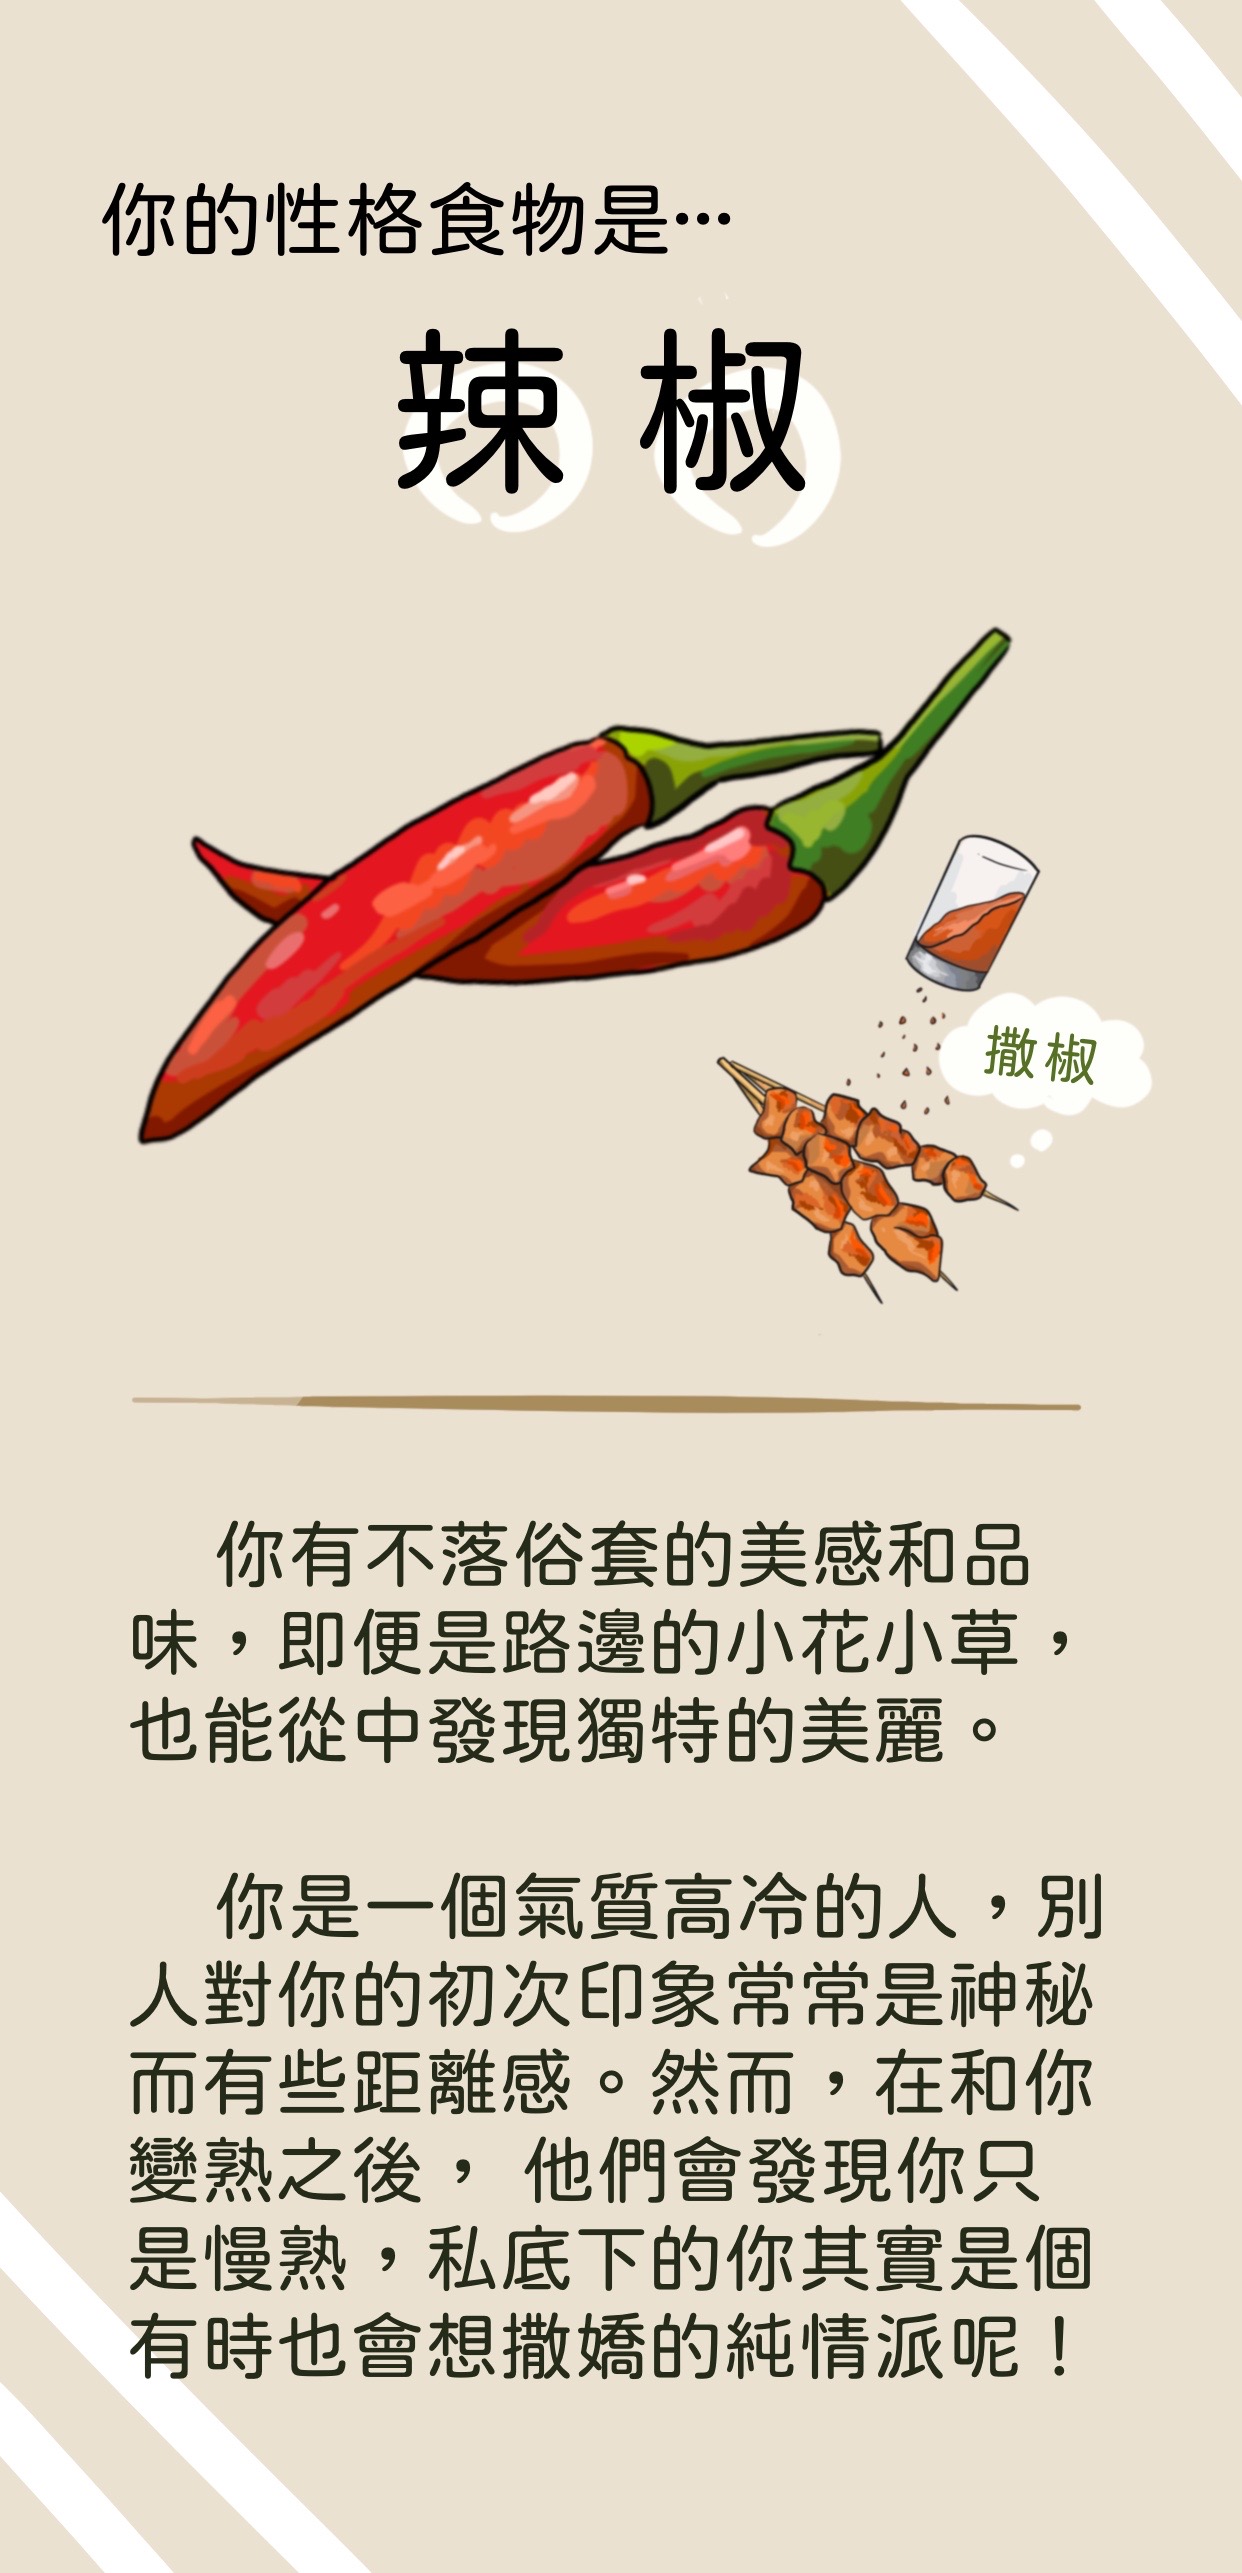 你的性格食物是…
辣椒
撒椒
你有不落俗套的美感和品
味，即便是路邊的小花小草，
也能從中發現獨特的美麗。
你是一個氣質高冷的人，別
人對你的初次印象常常是神秘
而有些距離感。然而，在和你
變熟之後， 他們會發現你只
是慢熟，私底下的你其實是個
有時也會想撒嬌的純情派呢！